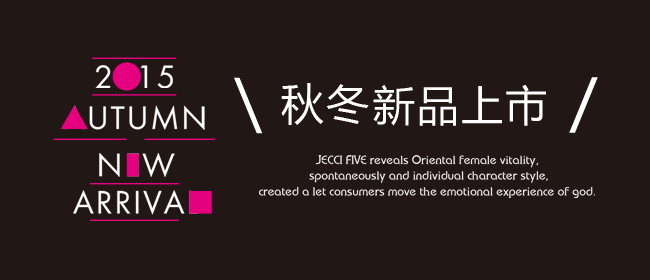 2015
AUTUMN
NEW
ARRIVAL
\ 秋冬新品上市 /
JECCI FIVE reveals Oriental female vitality,
spontaneously and individual character style,
created a let consumers move the emotional experience of god.